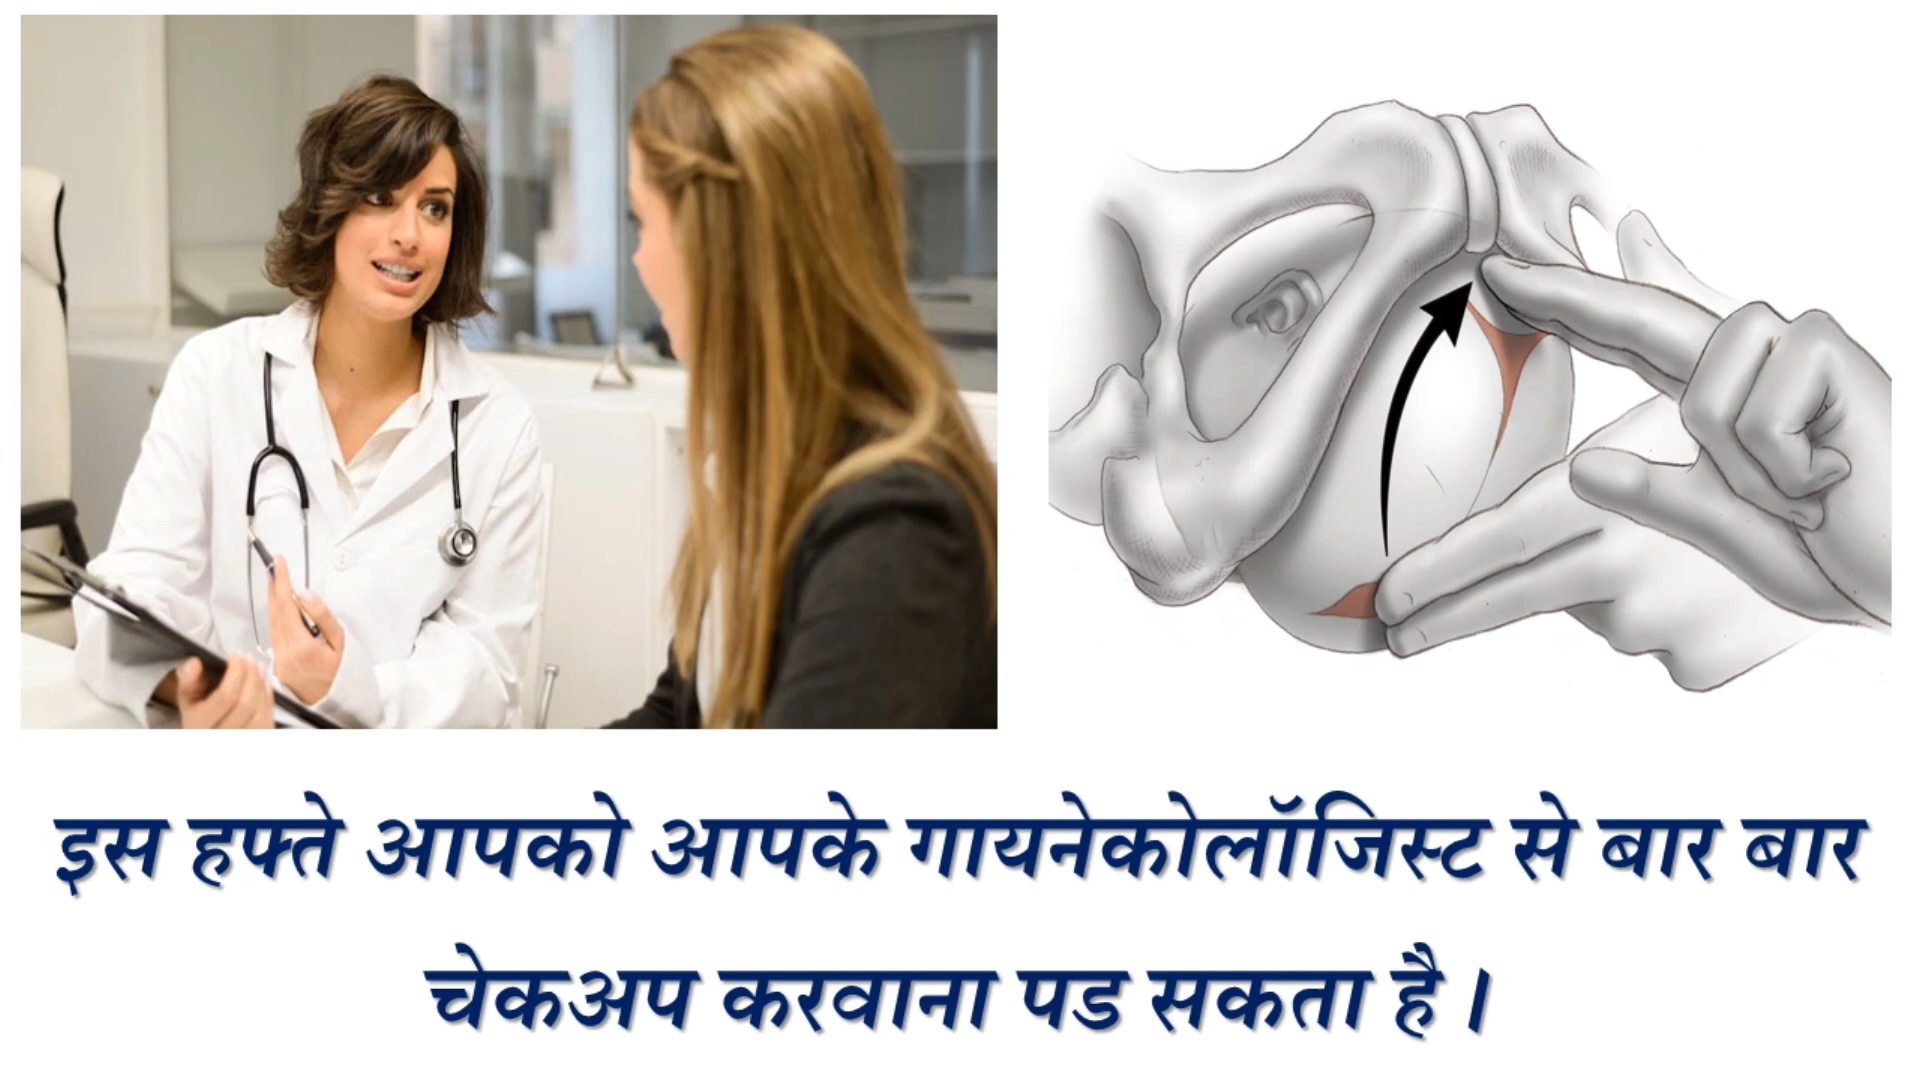 इस हफ्ते आपको आपके गायनेकोलॉजिस्ट से बार बार
चेकअप करवाना पड सकता है।